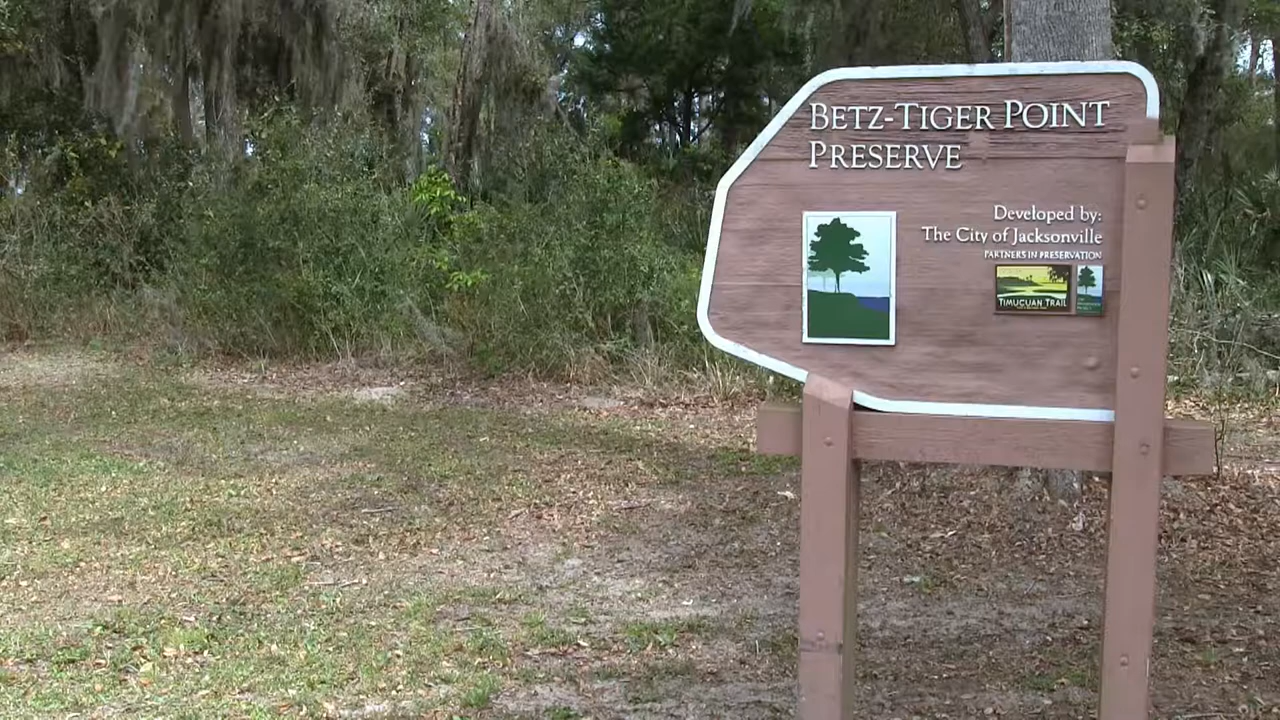 BETZ-TIGER POINT
PRESERVE
Developed by:
The City of Jacksonville
PARTNERS IN PRESERVATION
TIMUCUAN TRAIL